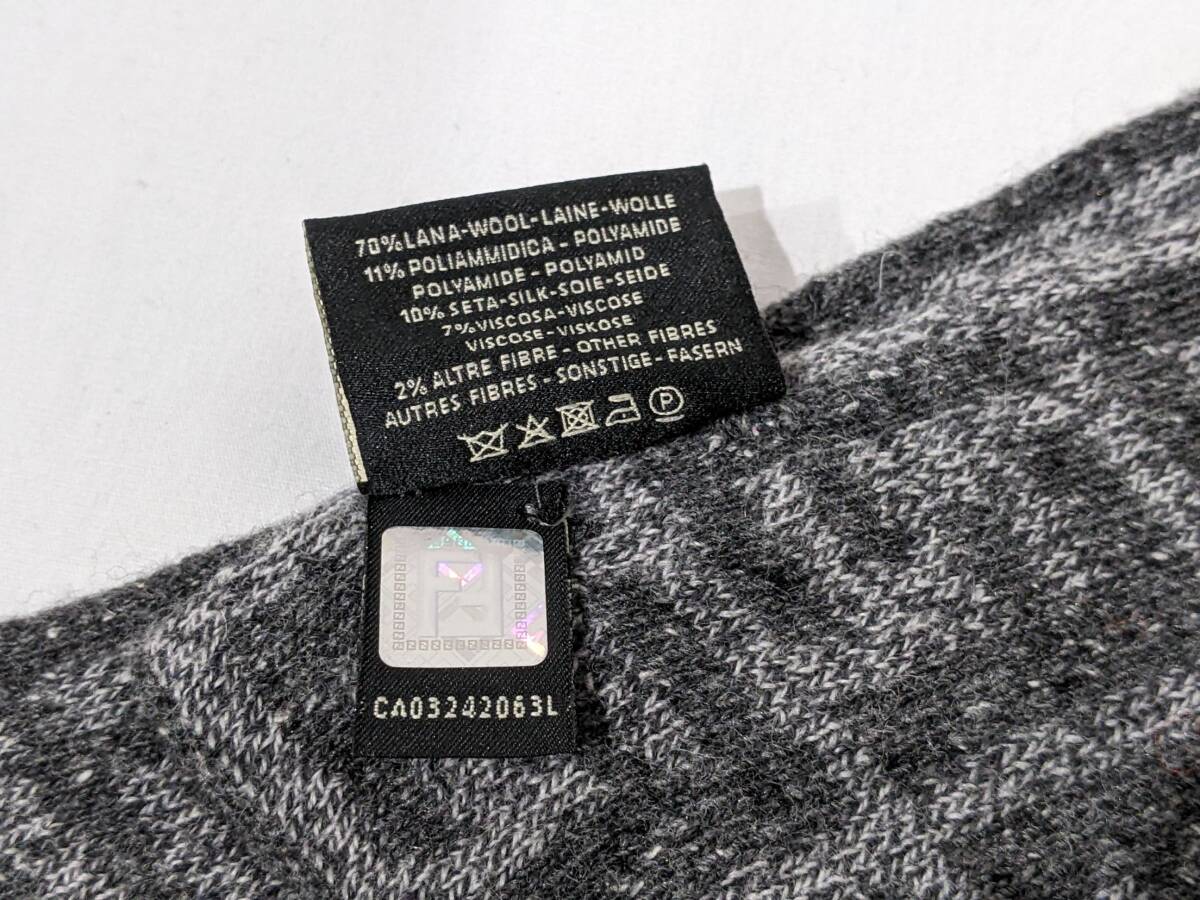 70% LANA-WOOL-LAINE-WOLLE
11% POLIAMMIDICA - POLYAMIDE
POLYAMIDE - POLYAMID
10% SETA-SILK-SOIE-SEIDE
7% VISCOSA-VISCOSE
VISCOSE-VISKOSE
2% ALTRE FIBRE - OTHER FIBRES
AUTRES FIBRES - SONSTIGE - FASERN
P
CA03242063L